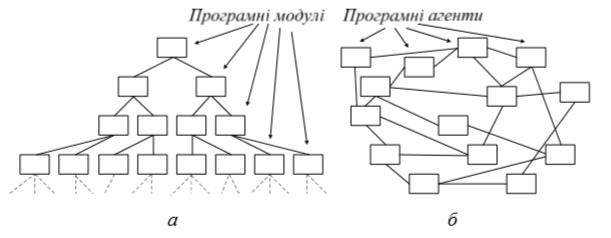 Програмні модулі
Програмні агенти
а
б